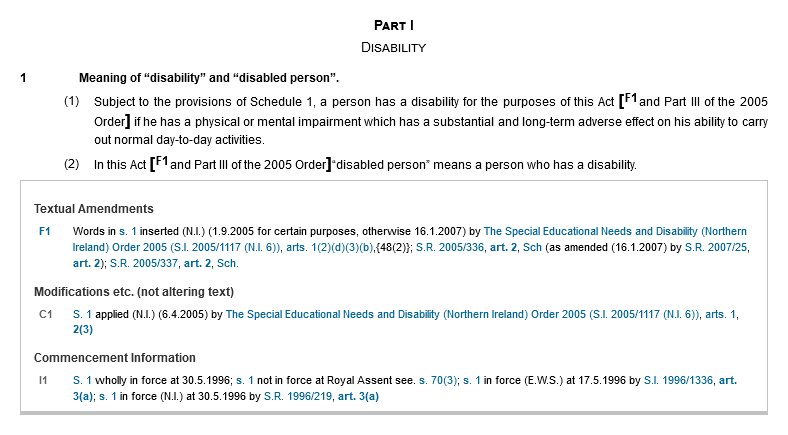 PART I
DISABILITY
1 Meaning of “disability” and “disabled person”.
(1) Subject to the provisions of Schedule 1, a person has a disability for the purposes of this Act [F1 and Part III of the 2005
Order] if he has a physical or mental impairment which has a substantial and long-term adverse effect on his ability to carry
out normal day-to-day activities.
(2) In this Act [F1 and Part III of the 2005 Order]“disabled person” means a person who has a disability.
Textual Amendments
F1 Words in s. 1 inserted (N.I.) (1.9.2005 for certain purposes, otherwise 16.1.2007) by The Special Educational Needs and Disability (Northern
Ireland) Order 2005 (S.I. 2005/1117 (N.I. 6)), arts. 1(2)(d)(3)(b),{48(2)}; S.R. 2005/336, art. 2, Sch (as amended (16.1.2007) by S.R. 2007/25,
art. 2); S.R. 2005/337, art. 2, Sch.
Modifications etc. (not altering text)
C1 S. 1 applied (N.I.) (6.4.2005) by The Special Educational Needs and Disability (Northern Ireland) Order 2005 (S.I. 2005/1117 (N.I. 6)), arts. 1,
2(3)
Commencement Information
I1 S. 1 wholly in force at 30.5.1996; s. 1 not in force at Royal Assent see. s. 70(3); s. 1 in force (E.W.S.) at 17.5.1996 by S.I. 1996/1336, art.
3(a); s. 1 in force (N.I.) at 30.5.1996 by S.R. 1996/219, art. 3(a)